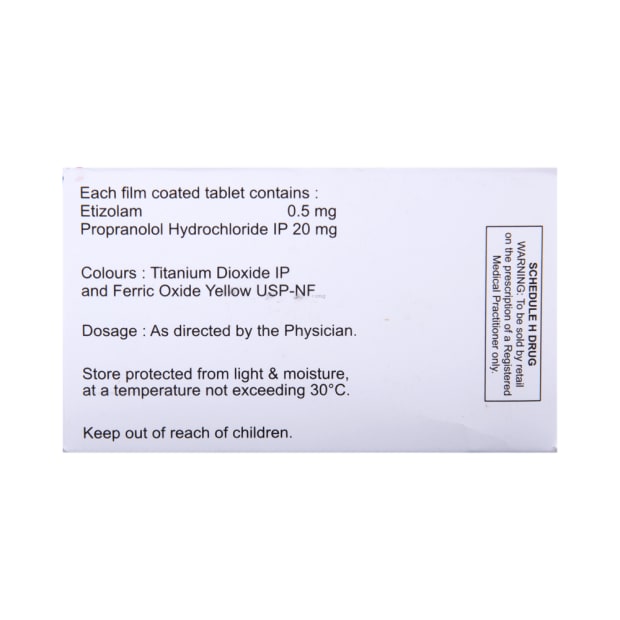 Each film coated tablet contains :
Etizolam 0.5 mg
Propranolol Hydrochloride IP 20 mg
Colours : Titanium Dioxide IP
and Ferric Oxide Yellow USP-NF
Dosage : As directed by the Physician.
Store protected from light & moisture,
at a temperature not exceeding 30°C.
Keep out of reach of children.
SCHEDULE H DRUG
WARNING: To be sold by retail
on the prescription of a Registered
Medical Practitioner only.